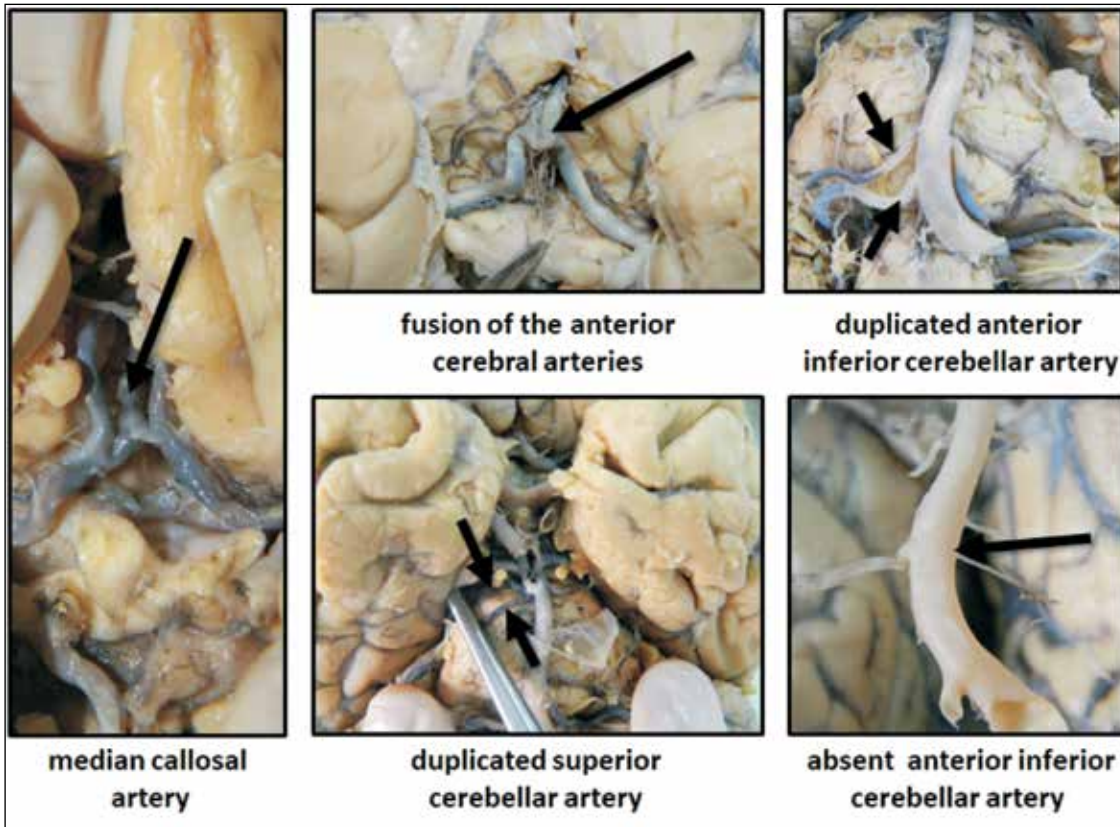 fusion of the anterior
cerebral arteries
duplicated anterior
inferior cerebellar artery
median callosal
artery
duplicated superior
cerebellar artery
absent anterior inferior
cerebellar artery